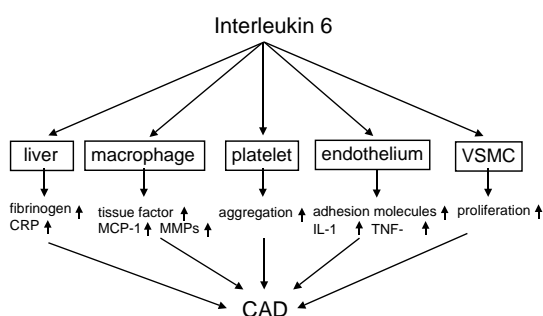 Interleukin 6
liver macrophage platelet endothelium VSMC
fibrinogen tissue factor aggregation adhesion molecules proliferation
CRP MCP-1 MMPs IL-1 TNF-
CAD